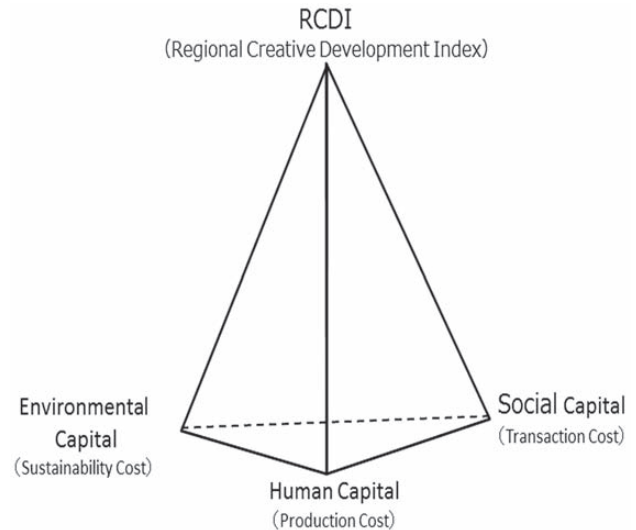 RCDI
(Regional Creative Development Index)
Environmental
Capital
(Sustainability Cost)
Social Capital
(Transaction Cost)
Human Capital
(Production Cost)